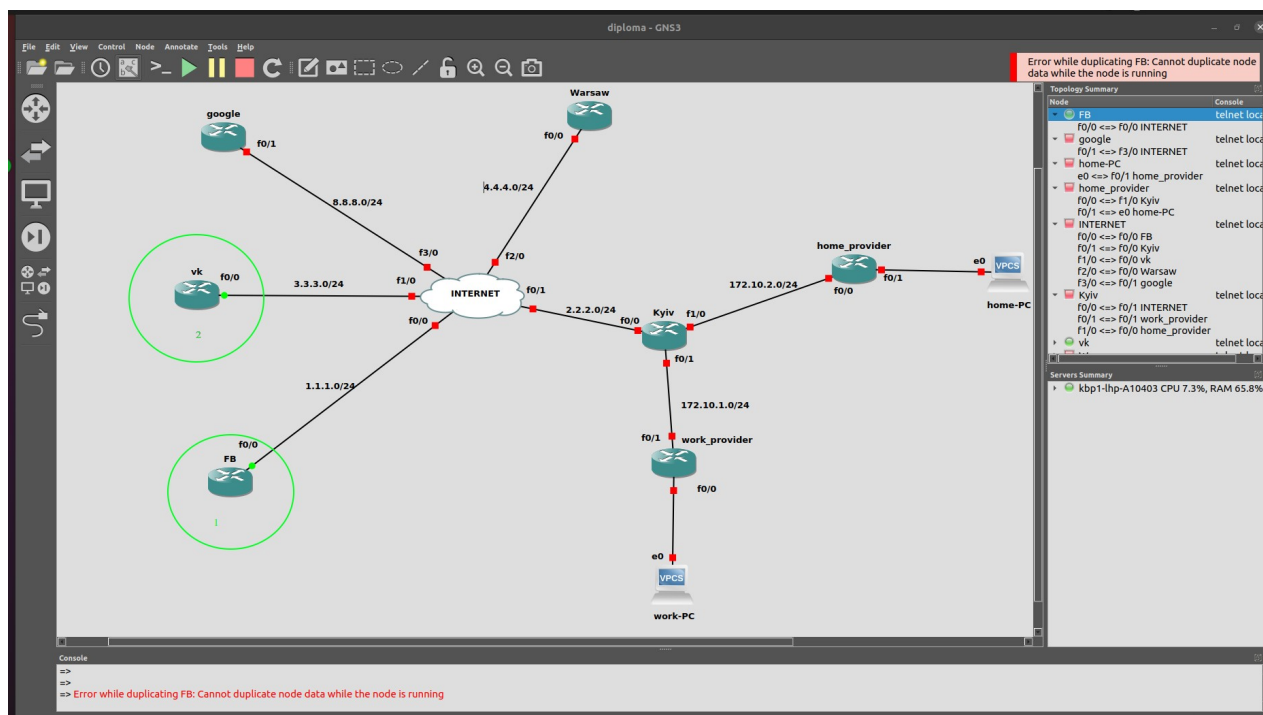 diploma - GNS3
File Edit View Control Node Annotate Tools Help
Error while duplicating FB: Cannot duplicate node
data while the node is running
Warsaw
f0/0
google
f0/1
4.4.4.0/24
8.8.8.0/24
f3/0
f2/0
vk
f0/0
3.3.3.0/24
f1/0
INTERNET
f0/1
f0/0
2
2.2.2.0/24
f0/0
Kyiv
f1/0
f0/1
172.10.2.0/24
home_provider
f0/0
f0/1
e0
VPCS
home-PC
1.1.1.0/24
172.10.1.0/24
f0/0
FB
1
f0/1
work_provider
f0/0
e0
VPCS
work-PC
Topology Summary
Node Console
FB telnet loca
f0/0 <=> f0/0 INTERNET
google telnet loca
f0/1 <=> f3/0 INTERNET
home-PC telnet loca
e0 <=> f0/1 home_provider
home_provider telnet loca
f0/0 <=> f1/0 Kyiv
f0/1 <=> e0 home-PC
INTERNET telnet loca
f0/0 <=> f0/0 FB
f0/1 <=> f0/0 Kyiv
f1/0 <=> f0/0 vk
f2/0 <=> f0/0 Warsaw
f3/0 <=> f0/1 google
Kyiv telnet loca
f0/0 <=> f0/1 INTERNET
f0/1 <=> f0/1 work_provider
f1/0 <=> f0/0 home_provider
vk telnet loca
Servers Summary
kbp1-lhp-A10403 CPU 7.3%, RAM 65.8%
Console
=>
=>
=> Error while duplicating FB: Cannot duplicate node data while the node is running